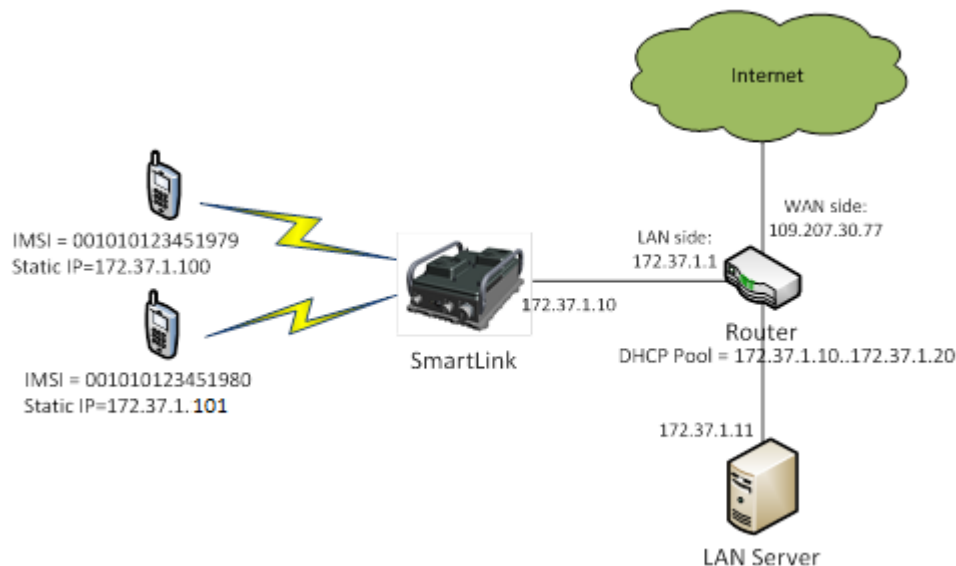 Internet
WAN side:
109.207.30.77
LAN side:
172.37.1.1
IMSI = 001010123451979
Static IP=172.37.1.100
172.37.1.10
Router
SmartLink
DHCP Pool = 172.37.1.10..172.37.1.20
IMSI = 001010123451980
Static IP=172.37.1.101
172.37.1.11
LAN Server